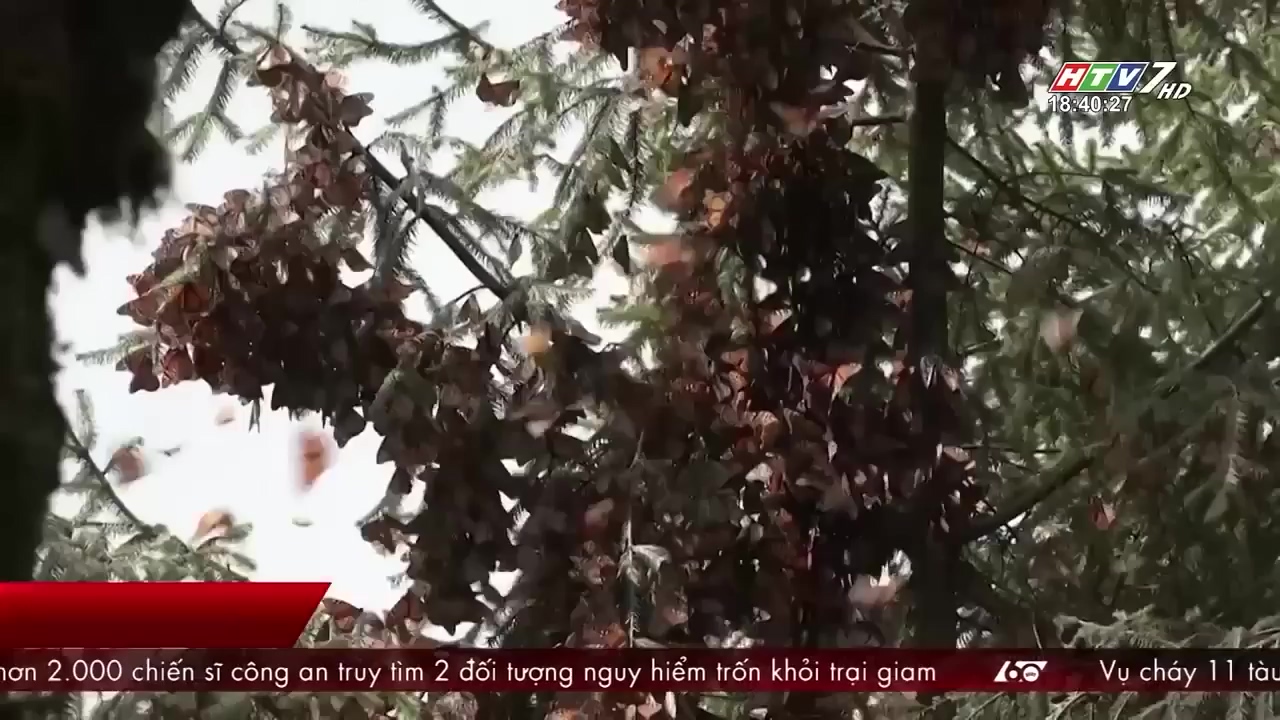 HTV7 HD
18:40:27
hơn 2.000 chiến sĩ công an truy tìm 2 đối tượng nguy hiểm trốn khỏi trại giam 60 Vụ cháy 11 tàu